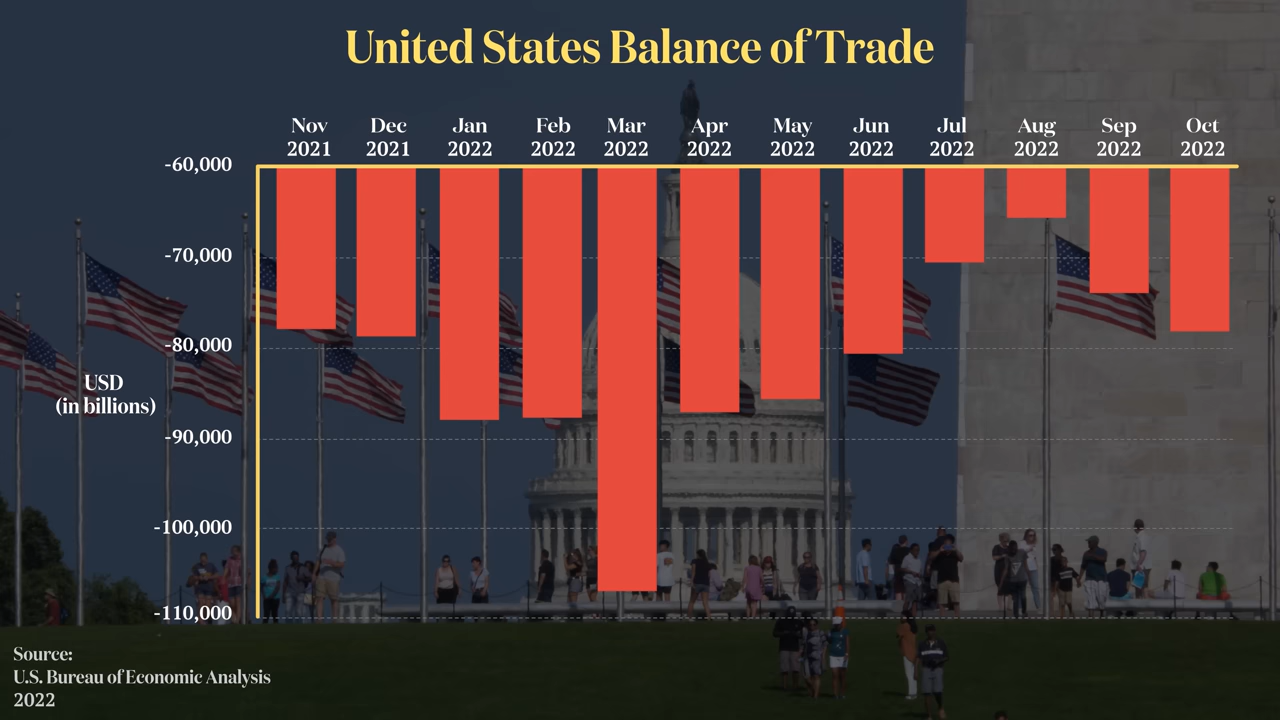 United States Balance of Trade
Nov 2021
Dec 2021
Jan 2022
Feb 2022
Mar 2022
Apr 2022
May 2022
Jun 2022
Jul 2022
Aug 2022
Sep 2022
Oct 2022
-60,000
-70,000
-80,000
-90,000
-100,000
-110,000
USD
(in billions)
Source:
U.S. Bureau of Economic Analysis
2022